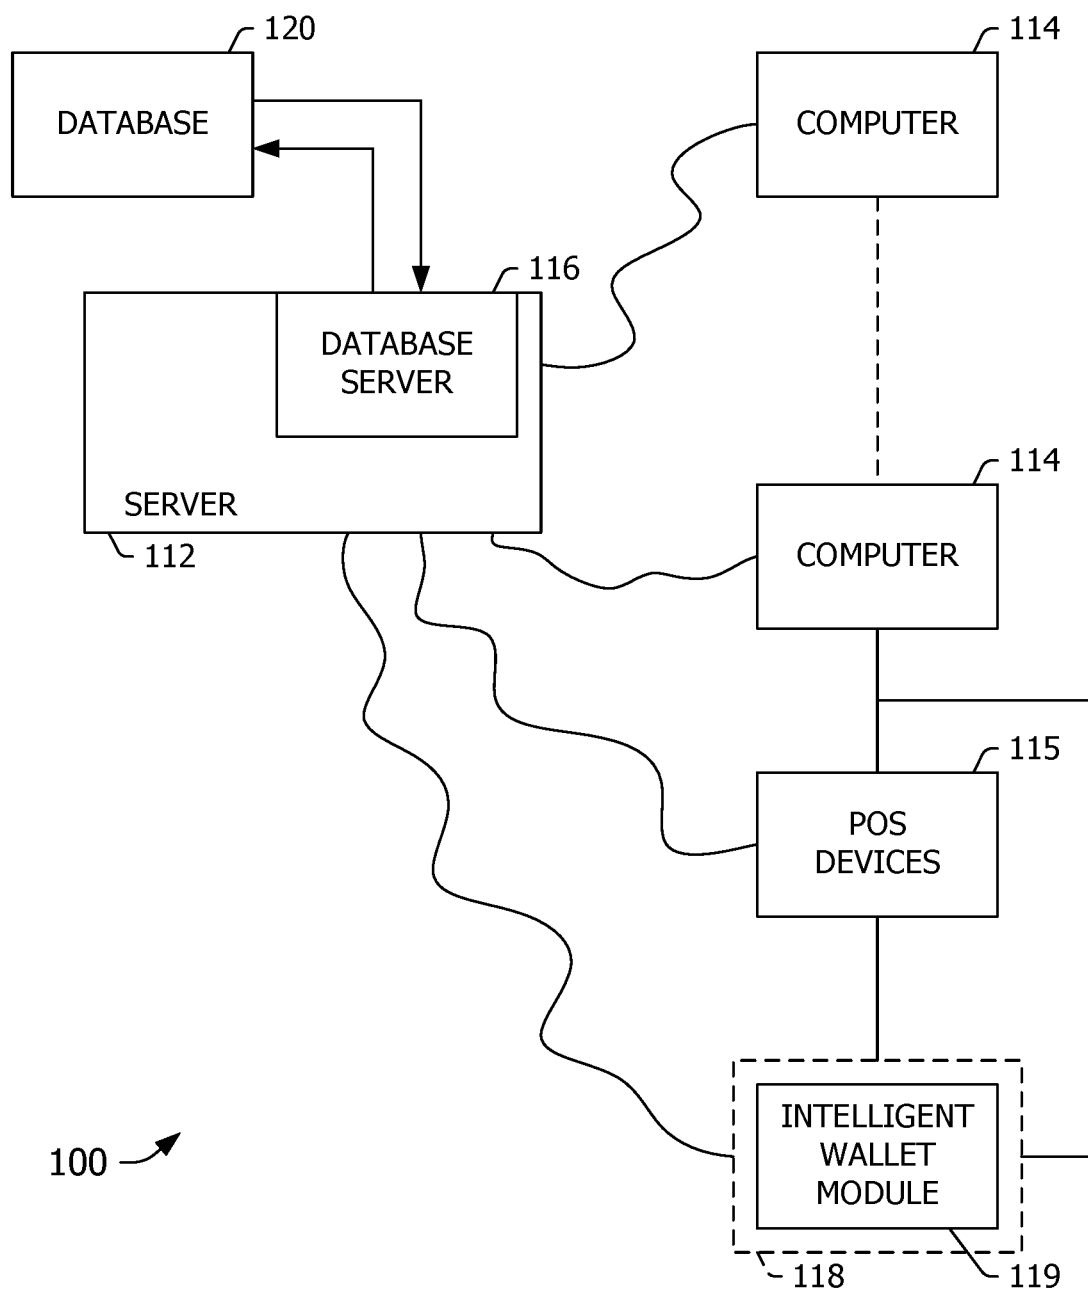 120
114
DATABASE
COMPUTER
116
DATABASE
SERVER
114
SERVER
112
COMPUTER
115
POS
DEVICES
INTELLIGENT
WALLET
MODULE
100
118
119